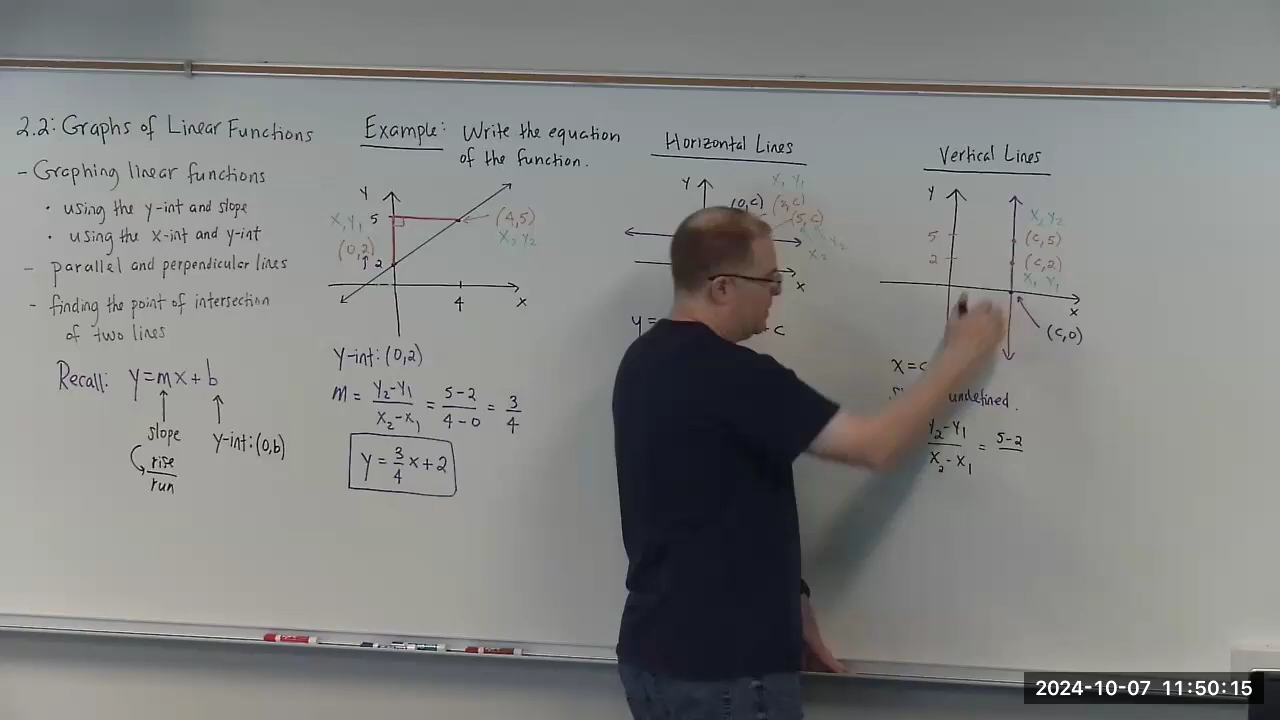 2.2: Graphs of Linear Functions
- Graphing linear functions
• using the y-int and slope
• using the x-int and y-int
- parallel and perpendicular lines
- finding the point of intersection
of two lines
Recall: y=mx+b
slope
y-int:(0,b)
rise
run
Example: Write the equation
of the function.
Y
X₁Y₁ 5
(4,5)
X₂ Y₂
(0,2)
2
4
X
Y-int: (0,2)
m = Y₂-Y₁/X₂-X₁ = 5-2/4-0 = 3/4
y = 3/4 x + 2
Horizontal Lines
Y
X₁ Y₁
(0,C)
(5,C)
Y₂
X₂
X
y=
C
Vertical Lines
Y
X₂ Y₂
5
(C,5)
2
(C,2)
X₁ Y₁
X
(C,0)
X=C
undefined.
Y₂-Y₁/X₂-X₁ = 5-2
2024-10-07 11:50:15